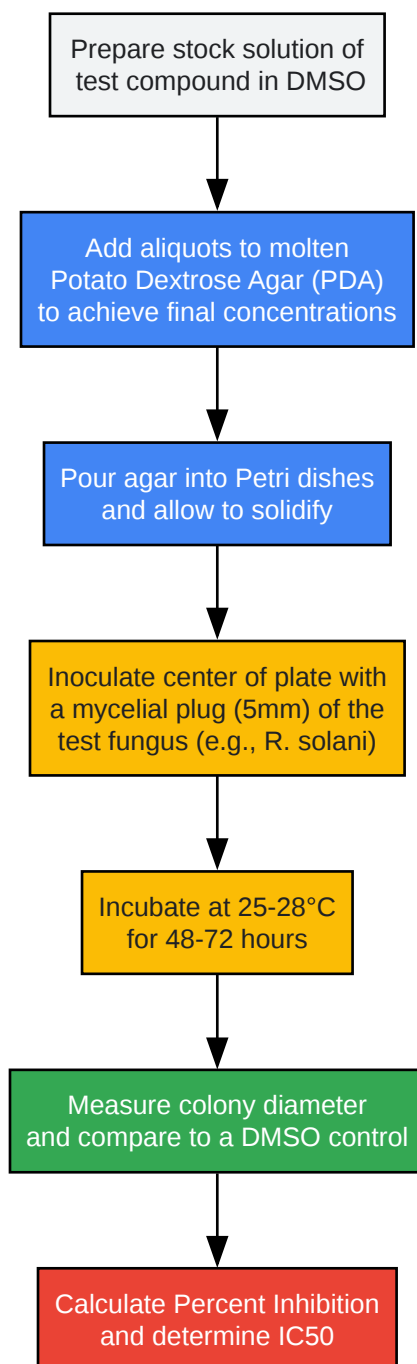 Prepare stock solution of
test compound in DMSO
Add aliquots to molten
Potato Dextrose Agar (PDA)
to achieve final concentrations
Pour agar into Petri dishes
and allow to solidify
Inoculate center of plate with
a mycelial plug (5mm) of the
test fungus (e.g., R. solani)
Incubate at 25-28°C
for 48-72 hours
Measure colony diameter
and compare to a DMSO control
Calculate Percent Inhibition
and determine IC50